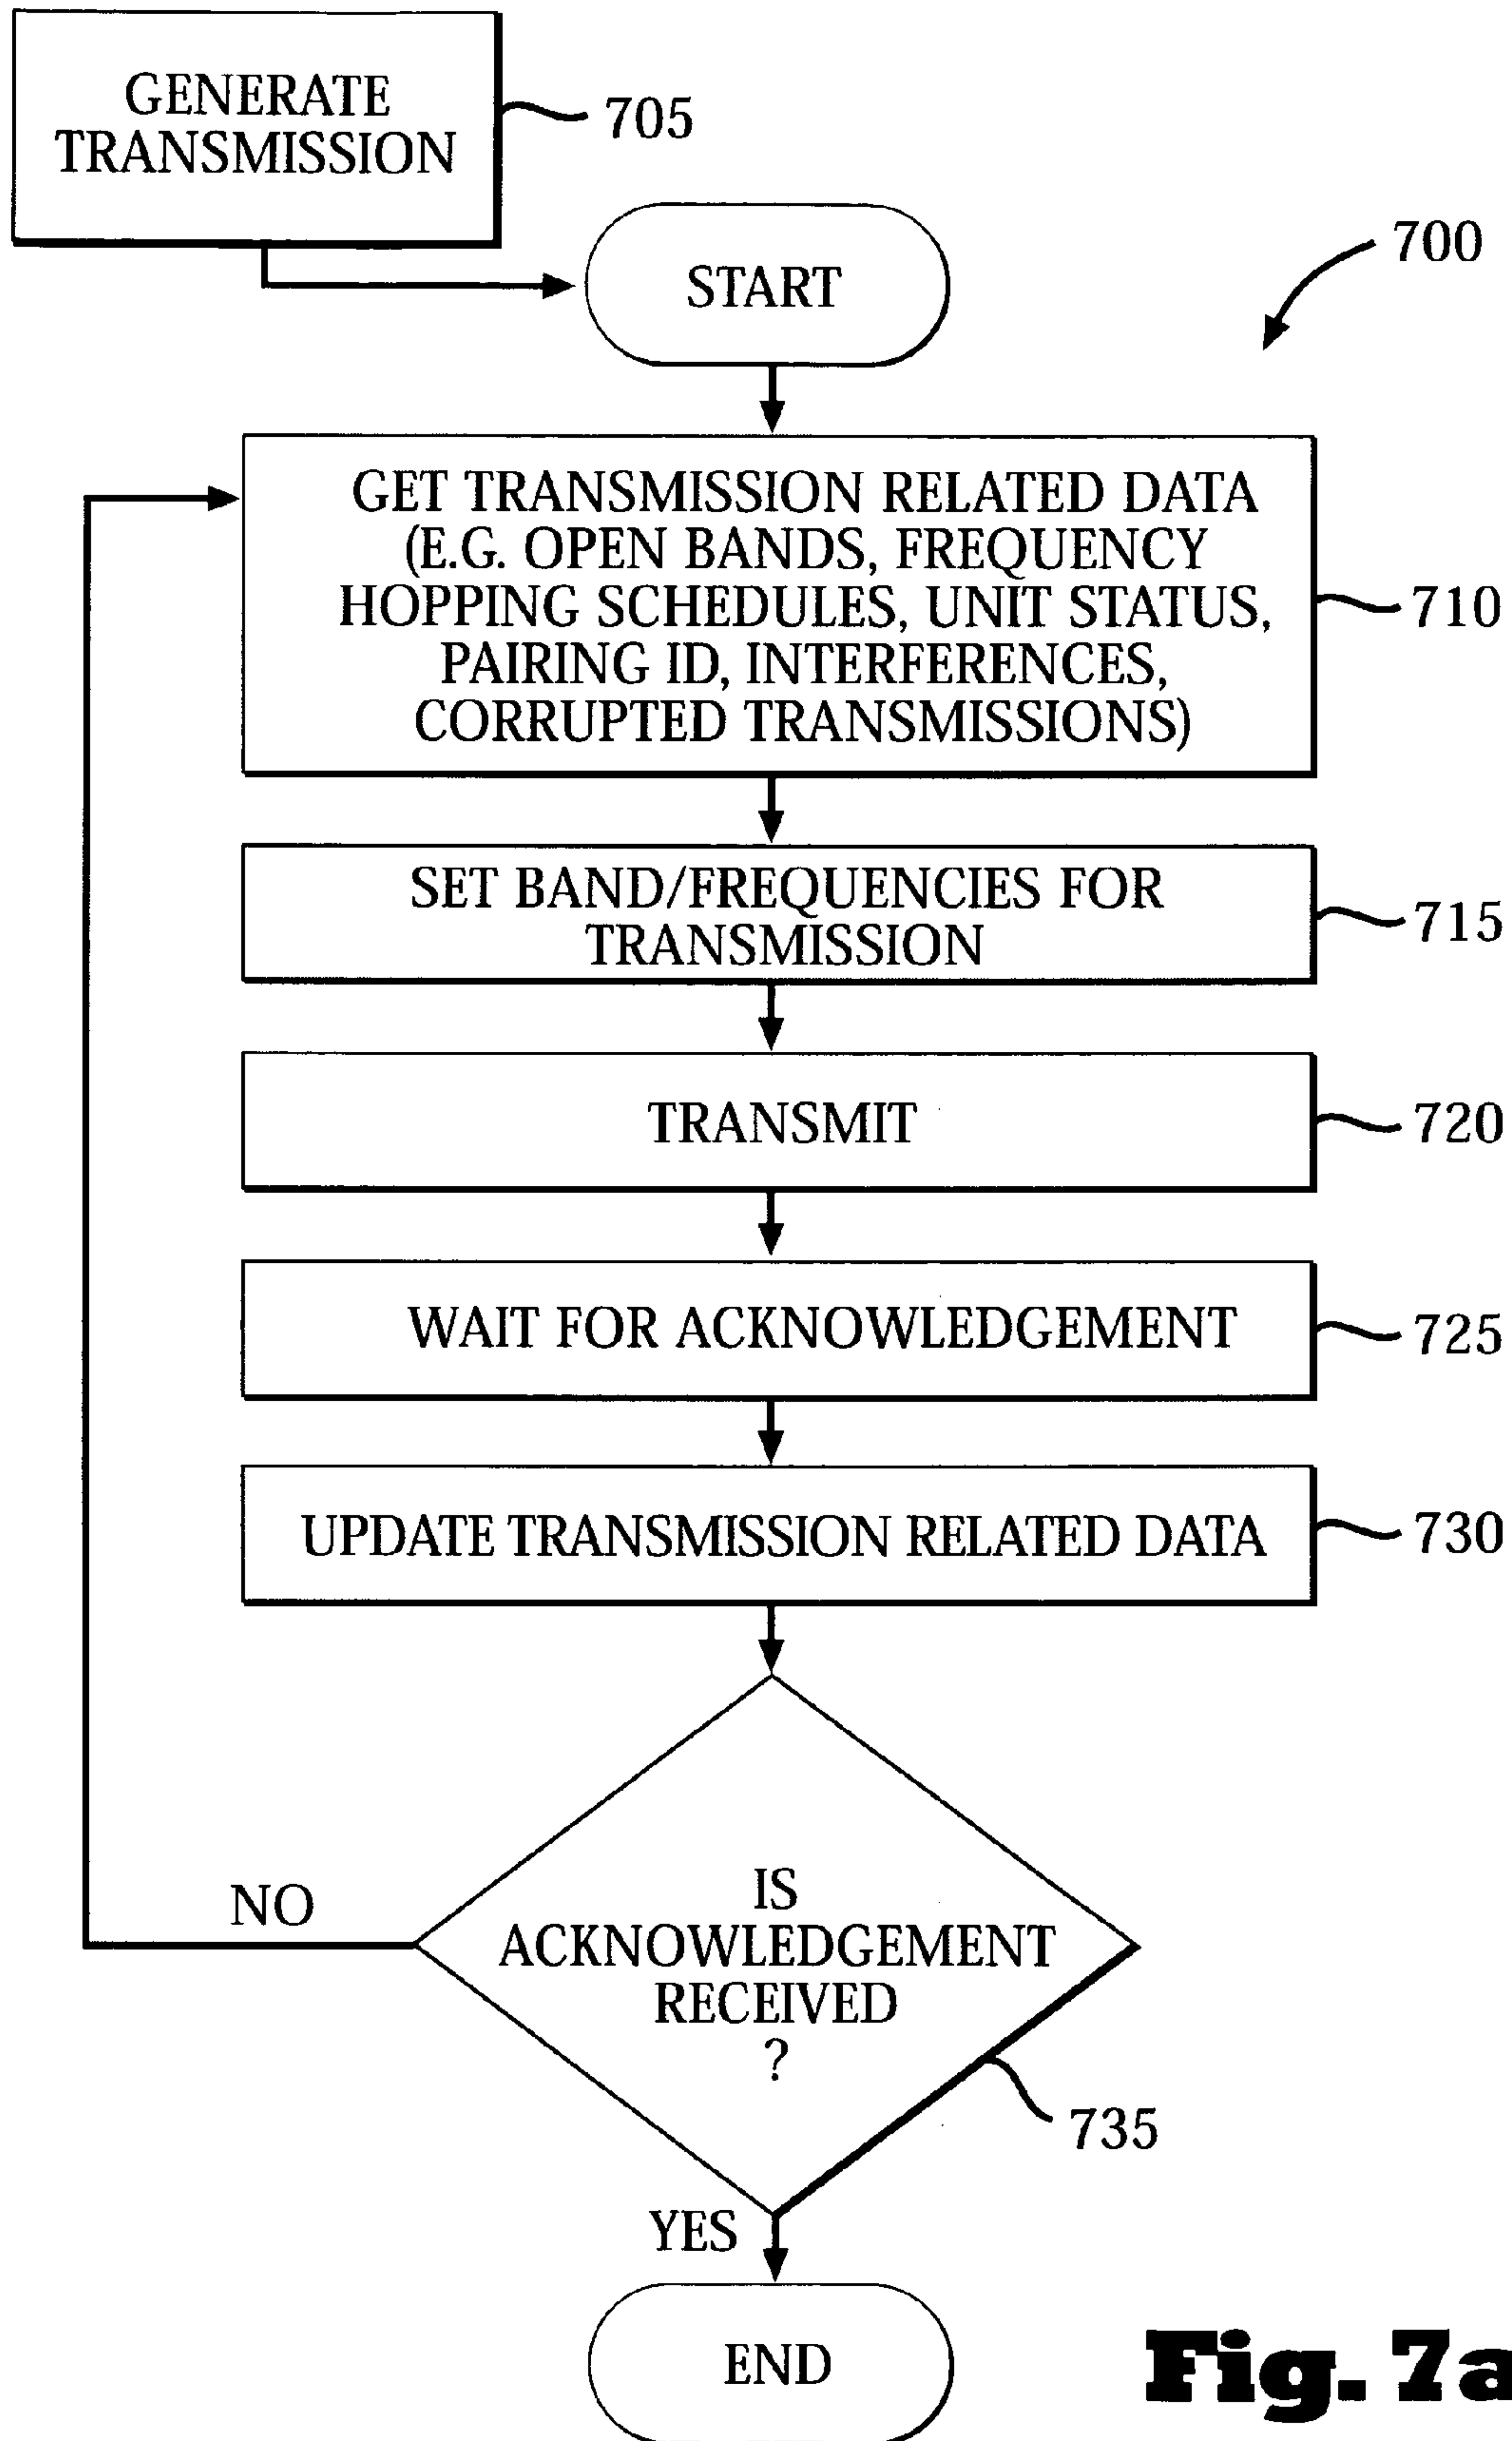 GENERATE
TRANSMISSION
705
START
700
GET TRANSMISSION RELATED DATA
(E.G. OPEN BANDS, FREQUENCY
HOPPING SCHEDULES, UNIT STATUS,
PAIRING ID, INTERFERENCES,
CORRUPTED TRANSMISSIONS)
710
SET BAND/FREQUENCIES FOR
TRANSMISSION
715
TRANSMIT
720
WAIT FOR ACKNOWLEDGEMENT
725
UPDATE TRANSMISSION RELATED DATA
730
IS
ACKNOWLEDGEMENT
RECEIVED
?
NO
735
YES
END
Fig. 7a